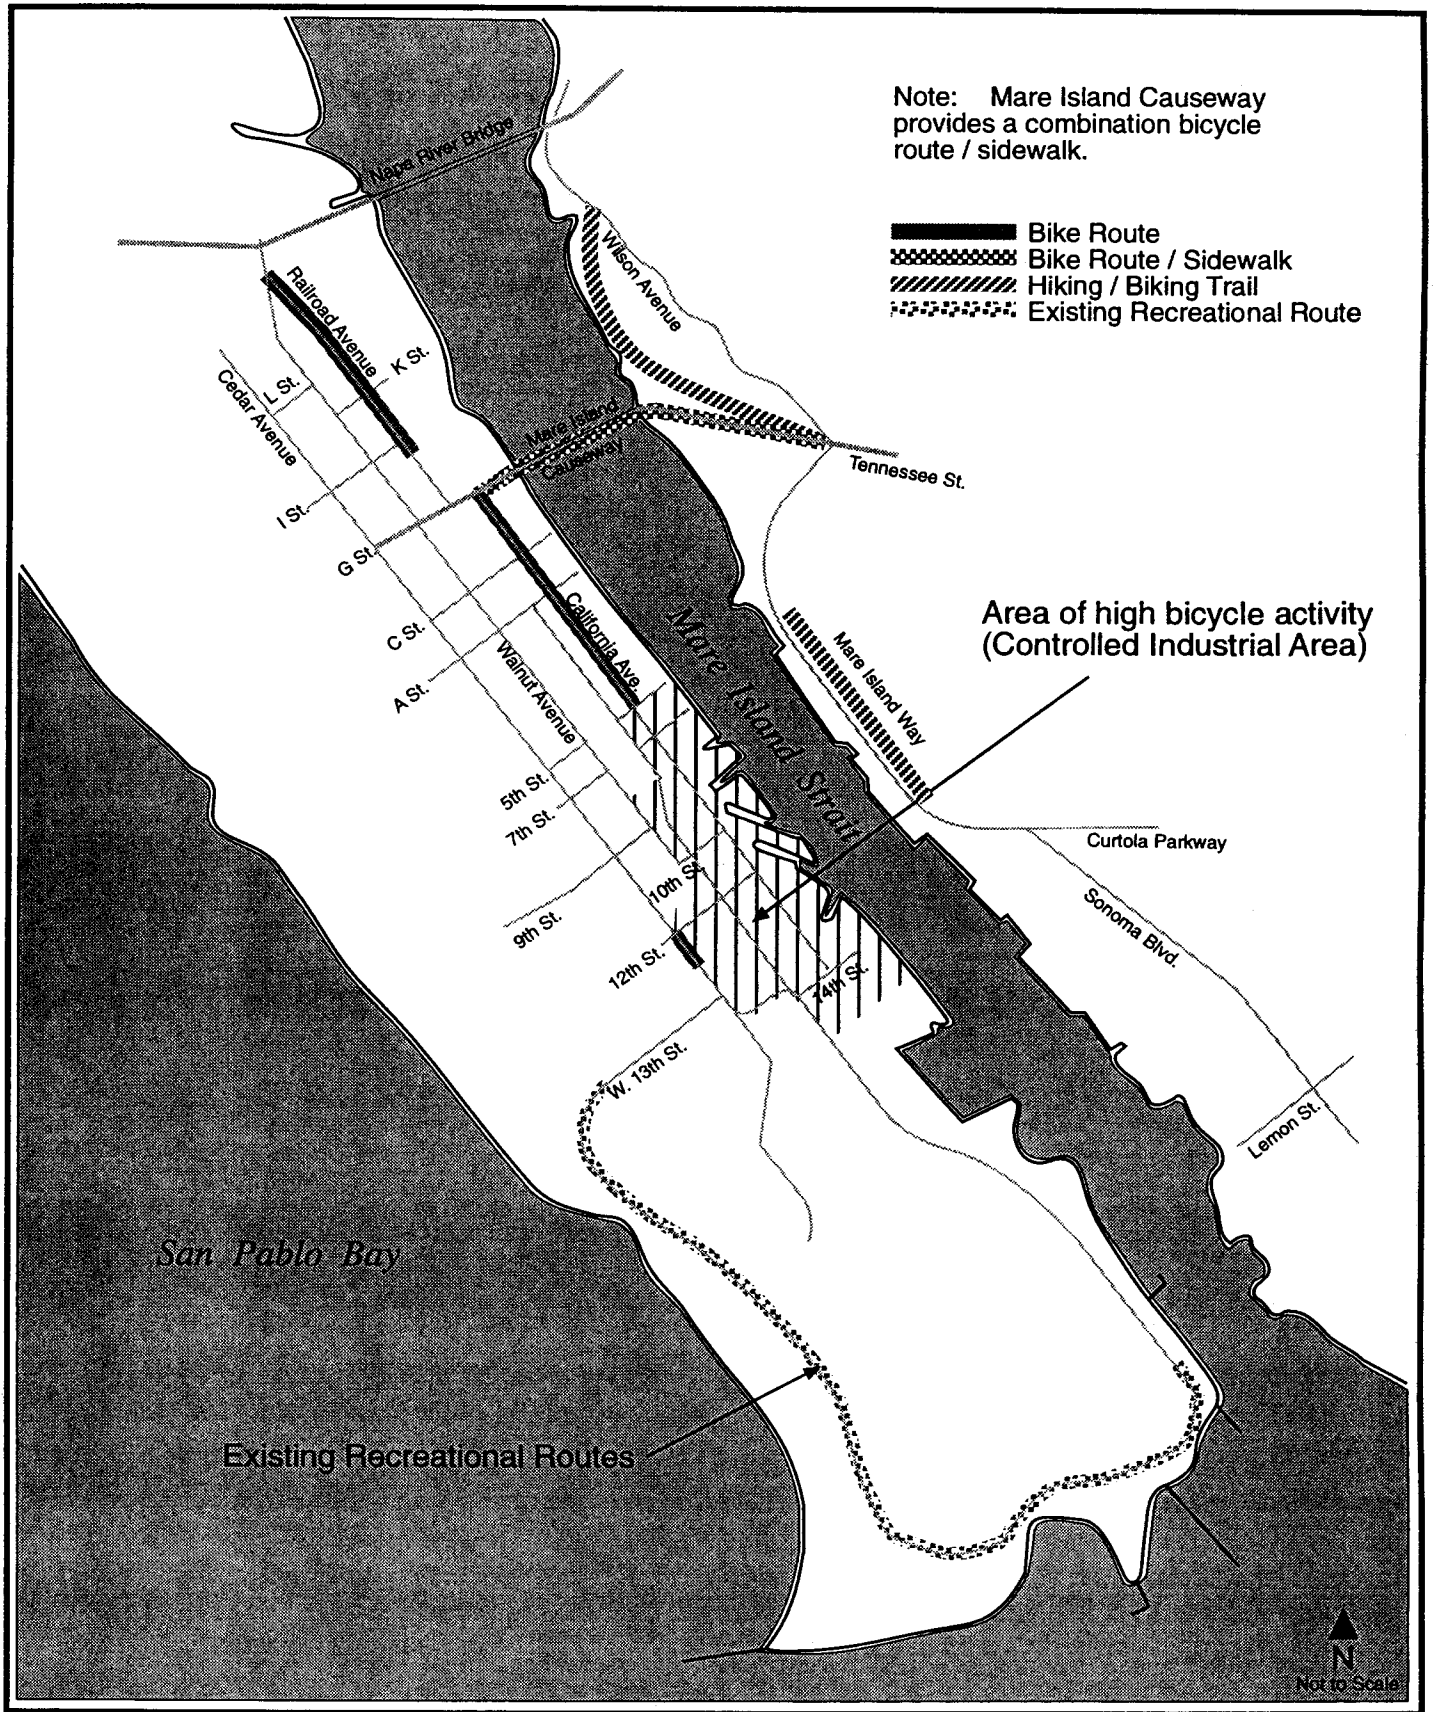 Note: Mare Island Causeway
provides a combination bicycle
route / sidewalk.
Napa River Bridge
Bike Route
Bike Route / Sidewalk
Hiking / Biking Trail
Existing Recreational Route
Wilson Avenue
Railroad Avenue
K St.
L St.
Cedar Avenue
Mare Island
Causeway
Tennessee St.
I St.
G St.
C St.
A St.
California Ave.
Walnut Avenue
Mare Island Strait
Mare Island Way
Area of high bicycle activity
(Controlled Industrial Area)
5th St.
7th St.
9th St.
10th St.
12th St.
14th St.
W. 13th St.
Curtola Parkway
Sonoma Blvd.
Lemon St.
San Pablo Bay
Existing Recreational Routes
N
Not to Scale